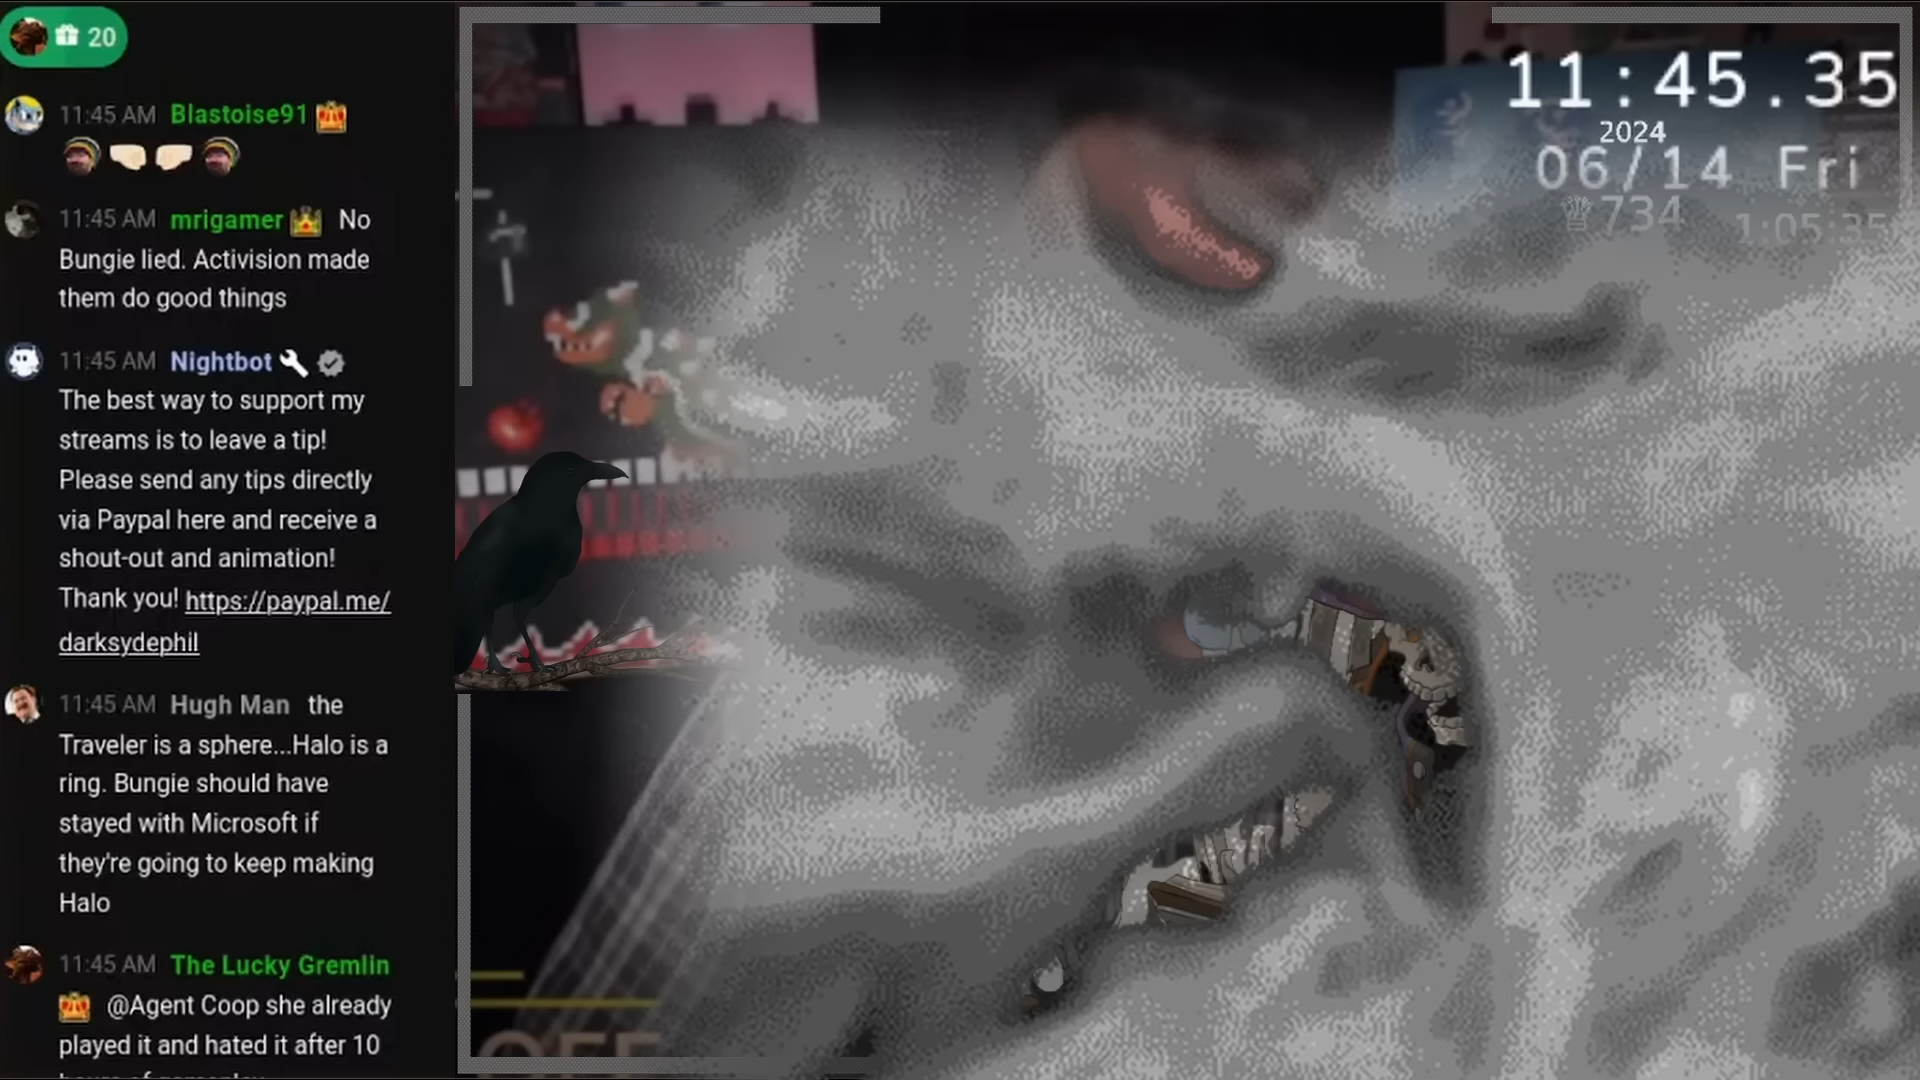 20
11:45 AM Blastoise91
11:45 AM mrigamer No
Bungie lied. Activision made
them do good things
11:45 AM Nightbot
The best way to support my
streams is to leave a tip!
Please send any tips directly
via Paypal here and receive a
shout-out and animation!
Thank you! https://paypal.me/
darksydephil
11:45 AM Hugh Man the
Traveler is a sphere...Halo is a
ring. Bungie should have
stayed with Microsoft if
they're going to keep making
Halo
11:45 AM The Lucky Gremlin
@Agent Coop she already
played it and hated it after 10
11:45.35
2024
06/14 Fri
734
1:05:35